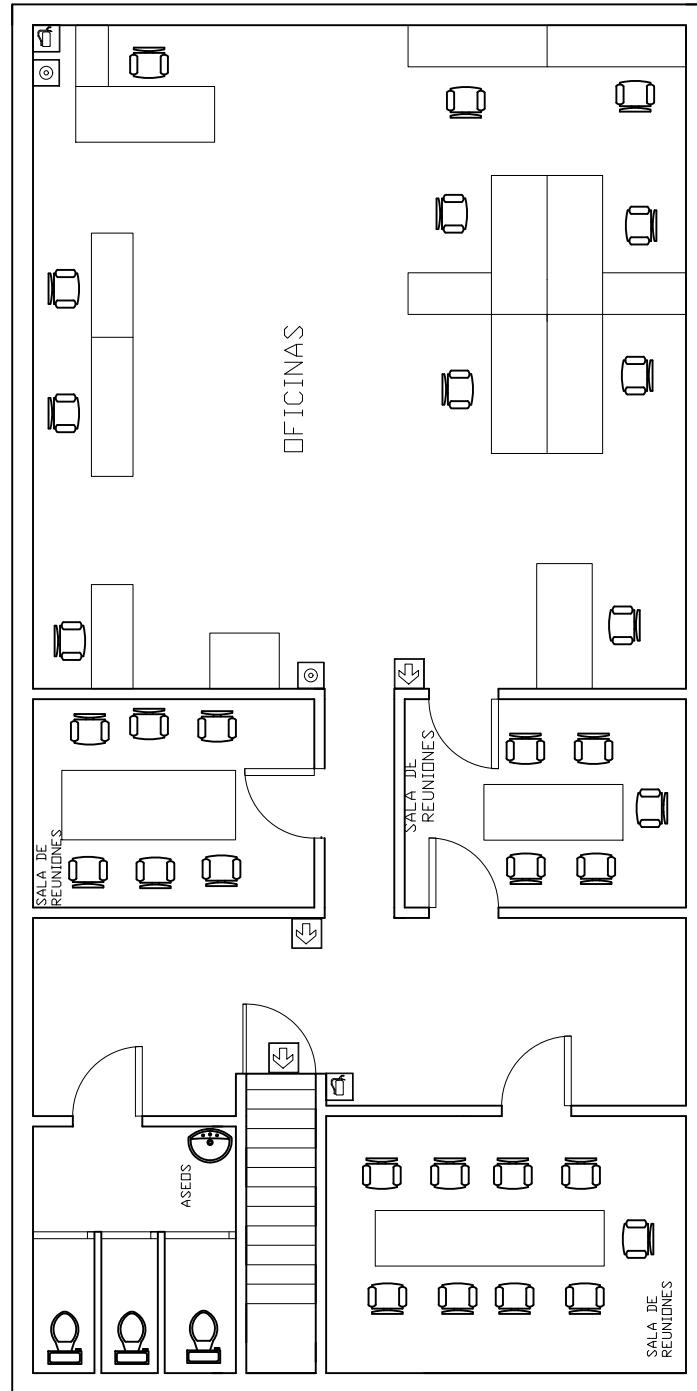 OFICINAS
SALA DE
REUNIONES
SALA DE
REUNIONES
ASEOS
SALA DE
REUNIONES